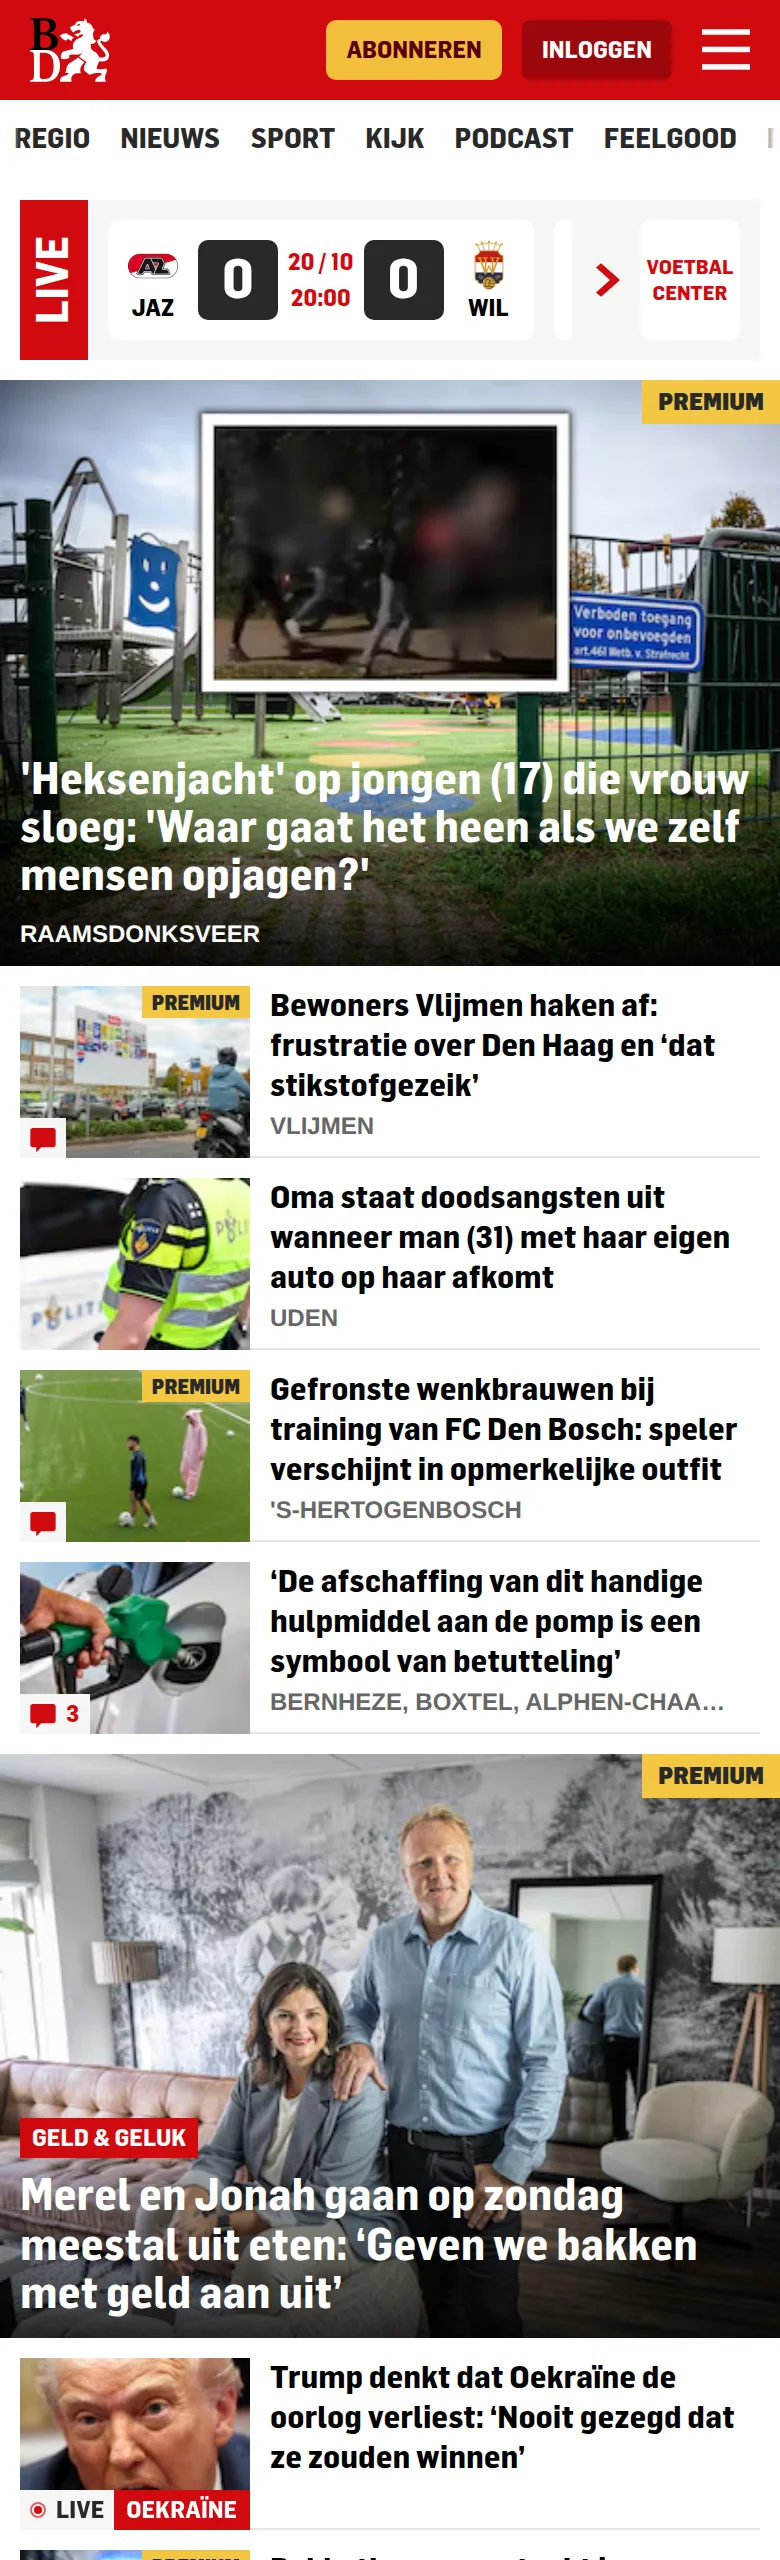 B
D
ABONNEREN
INLOGGEN
REGIO NIEUWS SPORT KIJK PODCAST FEELGOOD
LIVE
AZ
JAZ
0
20 / 10
20:00
0
WIL
VOETBAL
CENTER
PREMIUM
Verboden toegang
voor onbevoegden
art.461 Wetb. v. Strafrecht
'Heksenjacht' op jongen (17) die vrouw
sloeg: 'Waar gaat het heen als we zelf
mensen opjagen?'
RAAMSDONKSVEER
PREMIUM
Bewoners Vlijmen haken af:
frustratie over Den Haag en ‘dat
stikstofgezeik’
VLIJMEN
Oma staat doodsangsten uit
wanneer man (31) met haar eigen
auto op haar afkomt
UDEN
PREMIUM
Gefronste wenkbrauwen bij
training van FC Den Bosch: speler
verschijnt in opmerkelijke outfit
'S-HERTOGENBOSCH
3
‘De afschaffing van dit handige
hulpmiddel aan de pomp is een
symbool van betutteling’
BERNHEZE, BOXTEL, ALPHEN-CHAA...
PREMIUM
GELD & GELUK
Merel en Jonah gaan op zondag
meestal uit eten: ‘Geven we bakken
met geld aan uit’
LIVE OEKRAÏNE
Trump denkt dat Oekraïne de
oorlog verliest: ‘Nooit gezegd dat
ze zouden winnen’